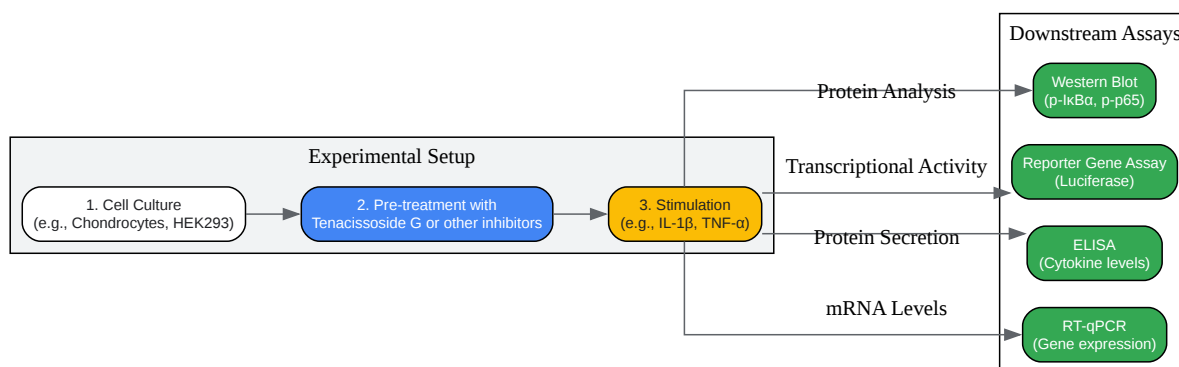 Downstream Assays
Western Blot
(p-IκBα, p-p65)
Protein Analysis
Experimental Setup
Transcriptional Activity
Reporter Gene Assay
(Luciferase)
1. Cell Culture
(e.g., Chondrocytes, HEK293)
2. Pre-treatment with
Tenacissoside G or other inhibitors
3. Stimulation
(e.g., IL-1β, TNF-α)
Protein Secretion
ELISA
(Cytokine levels)
mRNA Levels
RT-qPCR
(Gene expression)